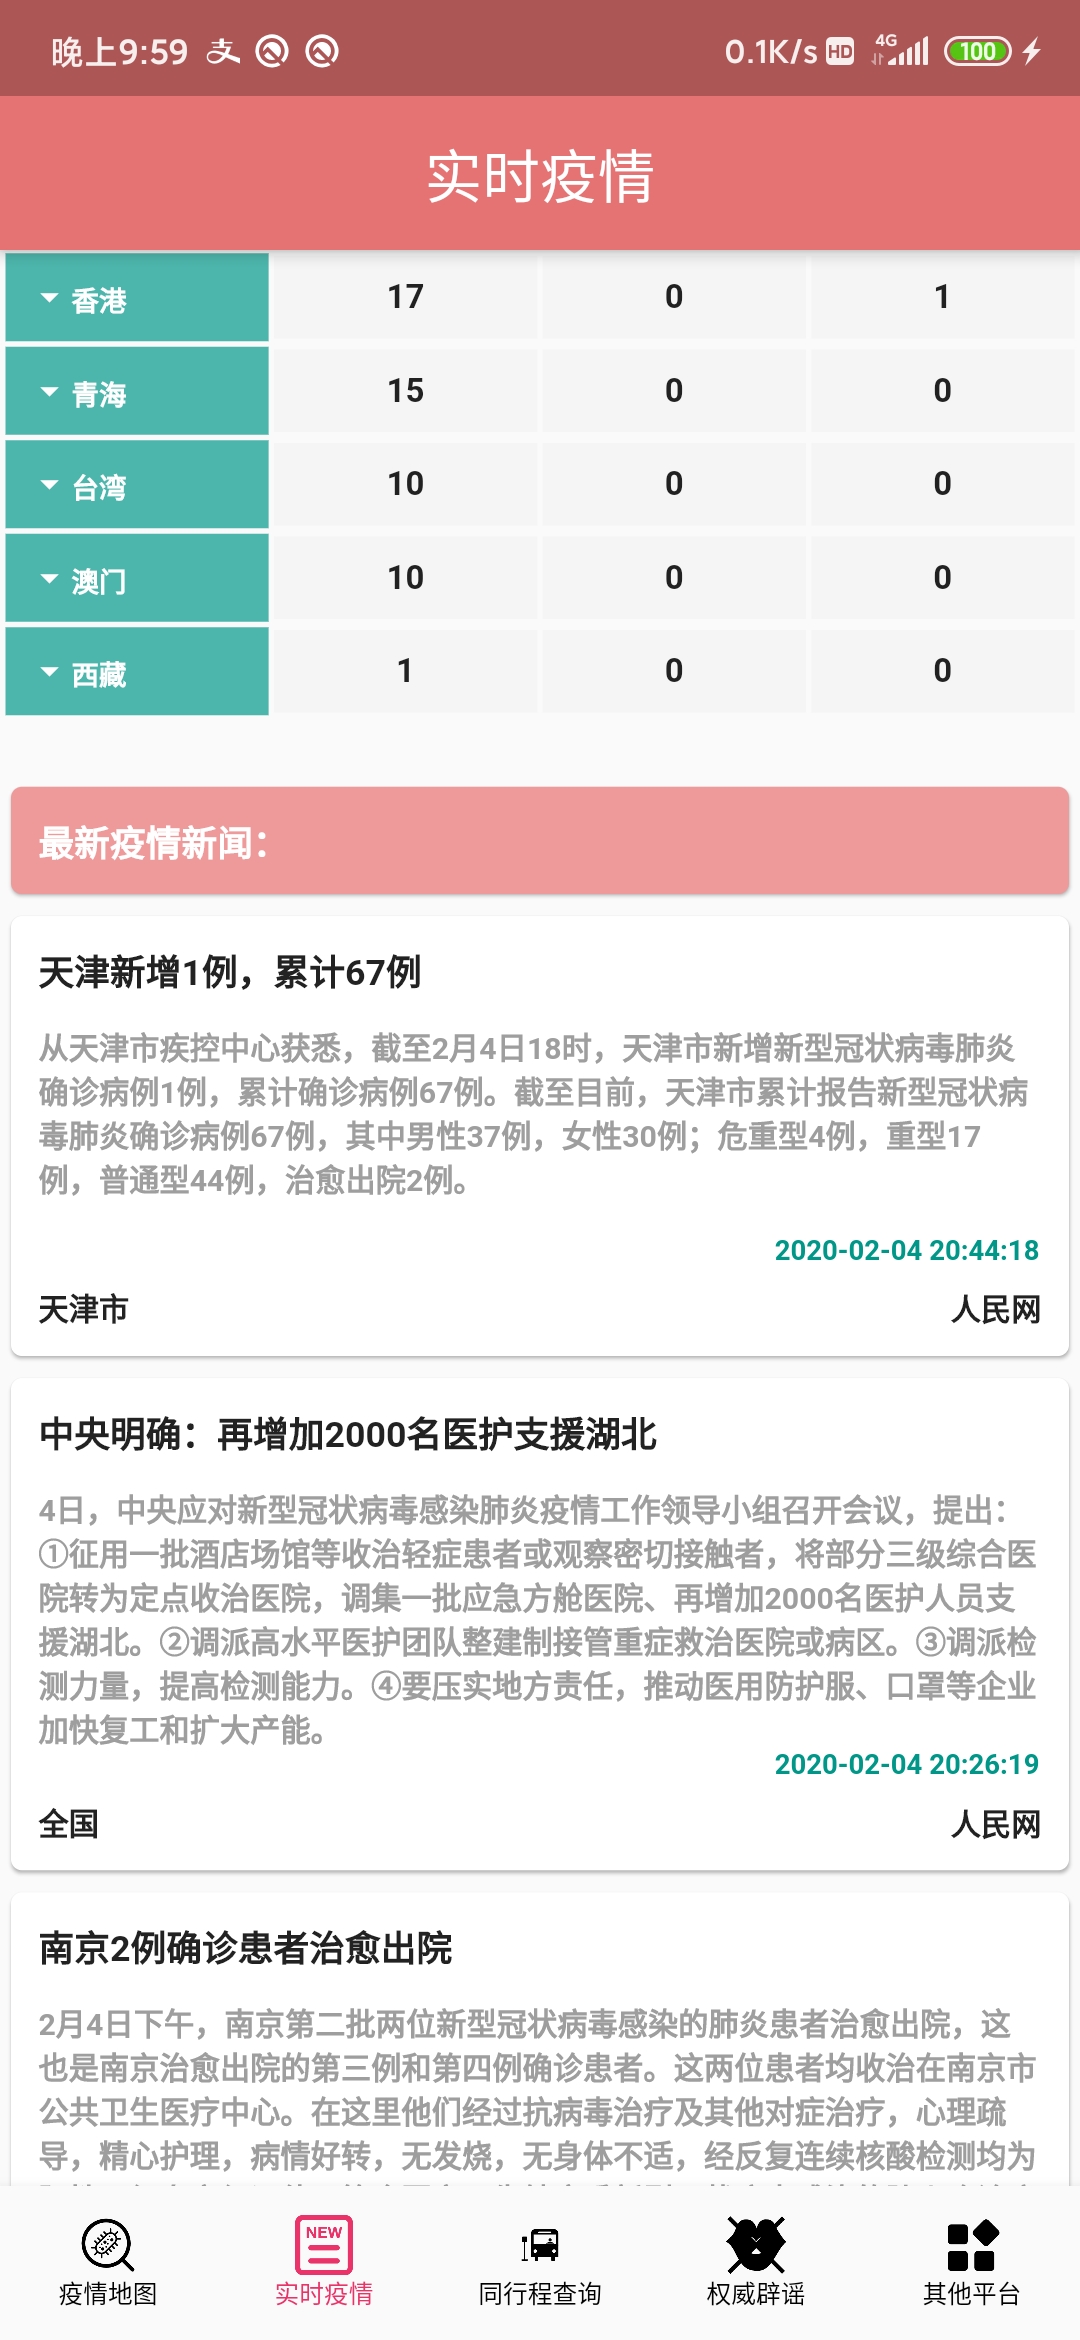 晚上9:59 0.1K/s HD 4G 100
实时疫情
香港 17 0 1
青海 15 0 0
台湾 10 0 0
澳门 10 0 0
西藏 1 0 0
最新疫情新闻：
天津新增1例，累计67例
从天津市疾控中心获悉，截至2月4日18时，天津市新增新型冠状病毒肺炎
确诊病例1例，累计确诊病例67例。截至目前，天津市累计报告新型冠状病
毒肺炎确诊病例67例，其中男性37例，女性30例；危重型4例，重型17
例，普通型44例，治愈出院2例。
2020-02-04 20:44:18
天津市 人民网
中央明确：再增加2000名医护支援湖北
4日，中央应对新型冠状病毒感染肺炎疫情工作领导小组召开会议，提出：
①征用一批酒店场馆等收治轻症患者或观察密切接触者，将部分三级综合医
院转为定点收治医院，调集一批应急方舱医院、再增加2000名医护人员支
援湖北。②调派高水平医护团队整建制接管重症救治医院或病区。③调派检
测力量，提高检测能力。④要压实地方责任，推动医用防护服、口罩等企业
加快复工和扩大产能。
2020-02-04 20:26:19
全国 人民网
南京2例确诊患者治愈出院
2月4日下午，南京第二批两位新型冠状病毒感染的肺炎患者治愈出院，这
也是南京治愈出院的第三例和第四例确诊患者。这两位患者均收治在南京市
公共卫生医疗中心。在这里他们经过抗病毒治疗及其他对症治疗，心理疏
导，精心护理，病情好转，无发烧，无身体不适，经反复连续核酸检测均为
NEW
疫情地图 实时疫情 同行程查询 权威辟谣 其他平台